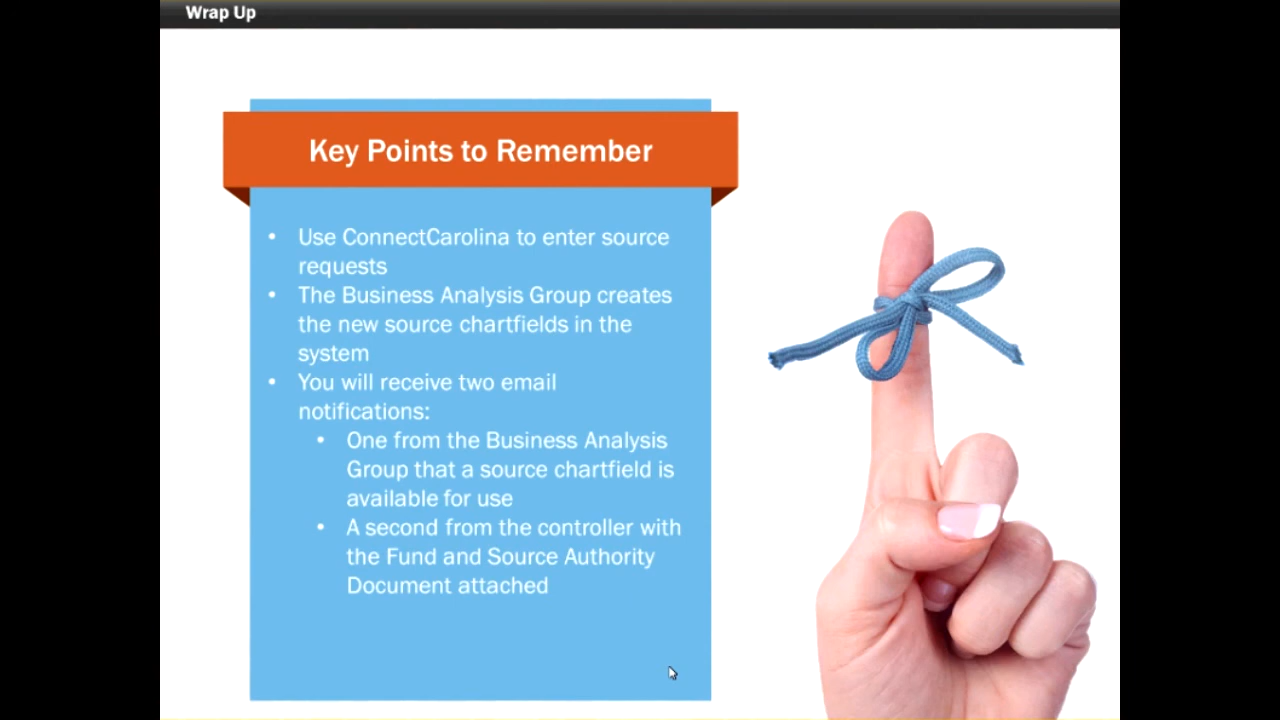 Wrap Up
Key Points to Remember
• Use ConnectCarolina to enter source
requests
• The Business Analysis Group creates
the new source chartfields in the
system
• You will receive two email
notifications:
• One from the Business Analysis
Group that a source chartfield is
available for use
• A second from the controller with
the Fund and Source Authority
Document attached